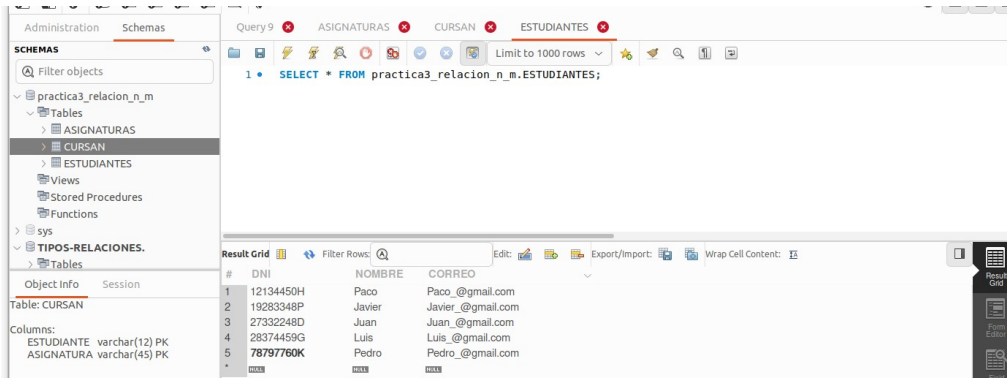 Administration Schemas
Query 9 ASIGNATURAS CURSAN ESTUDIANTES
SCHEMAS
Filter objects
Limit to 1000 rows
1 SELECT * FROM practica3_relacion_n_m.ESTUDIANTES;
practica3_relacion_n_m
Tables
ASIGNATURAS
CURSAN
ESTUDIANTES
Views
Stored Procedures
Functions
sys
TIPOS-RELACIONES.
Tables
Object Info Session
Table: CURSAN
Columns:
ESTUDIANTE varchar(12) PK
ASIGNATURA varchar(45) PK
Result Grid Filter Rows: Edit: Export/Import: Wrap Cell Content:
# DNI NOMBRE CORREO
1 12134450H Paco Paco_@gmail.com
2 19283348P Javier Javier_@gmail.com
3 27332248D Juan Juan_@gmail.com
4 28374459G Luis Luis_@gmail.com
5 78797760K Pedro Pedro_@gmail.com
* NULL NULL NULL
Result
Grid
Form
Editor